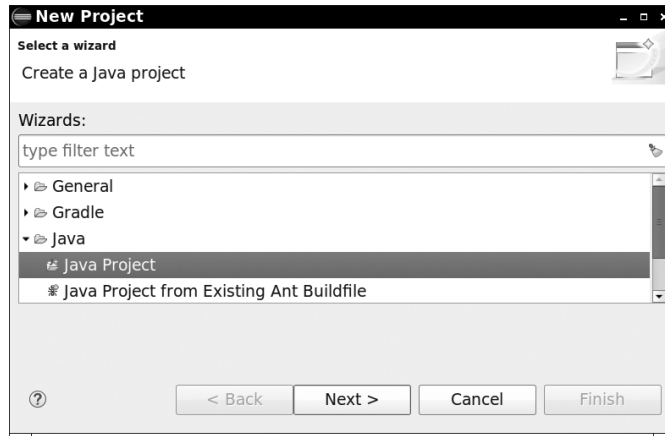 New Project
Select a wizard
Create a Java project
Wizards:
type filter text
General
Gradle
Java
Java Project
Java Project from Existing Ant Buildfile
? < Back Next > Cancel Finish